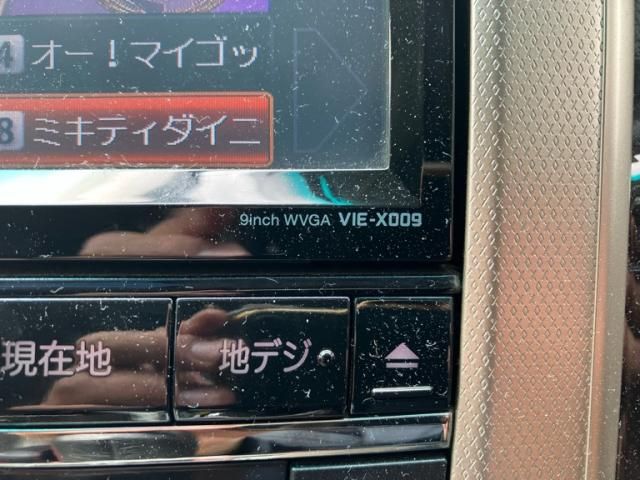 4 オー！マイゴッ
8 ミキティダイニ
9inch WVGA VIE-X009
現在地 地デジ